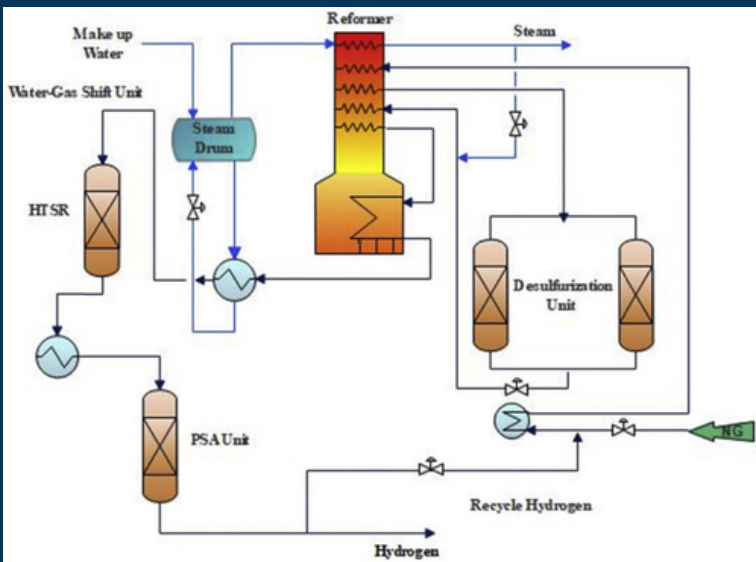 Reformer
Make up
Water
Steam
Water-Gas Shift Unit
Steam
Drum
HTSR
Desulfurization
Unit
PSA Unit
NG
Recycle Hydrogen
Hydrogen